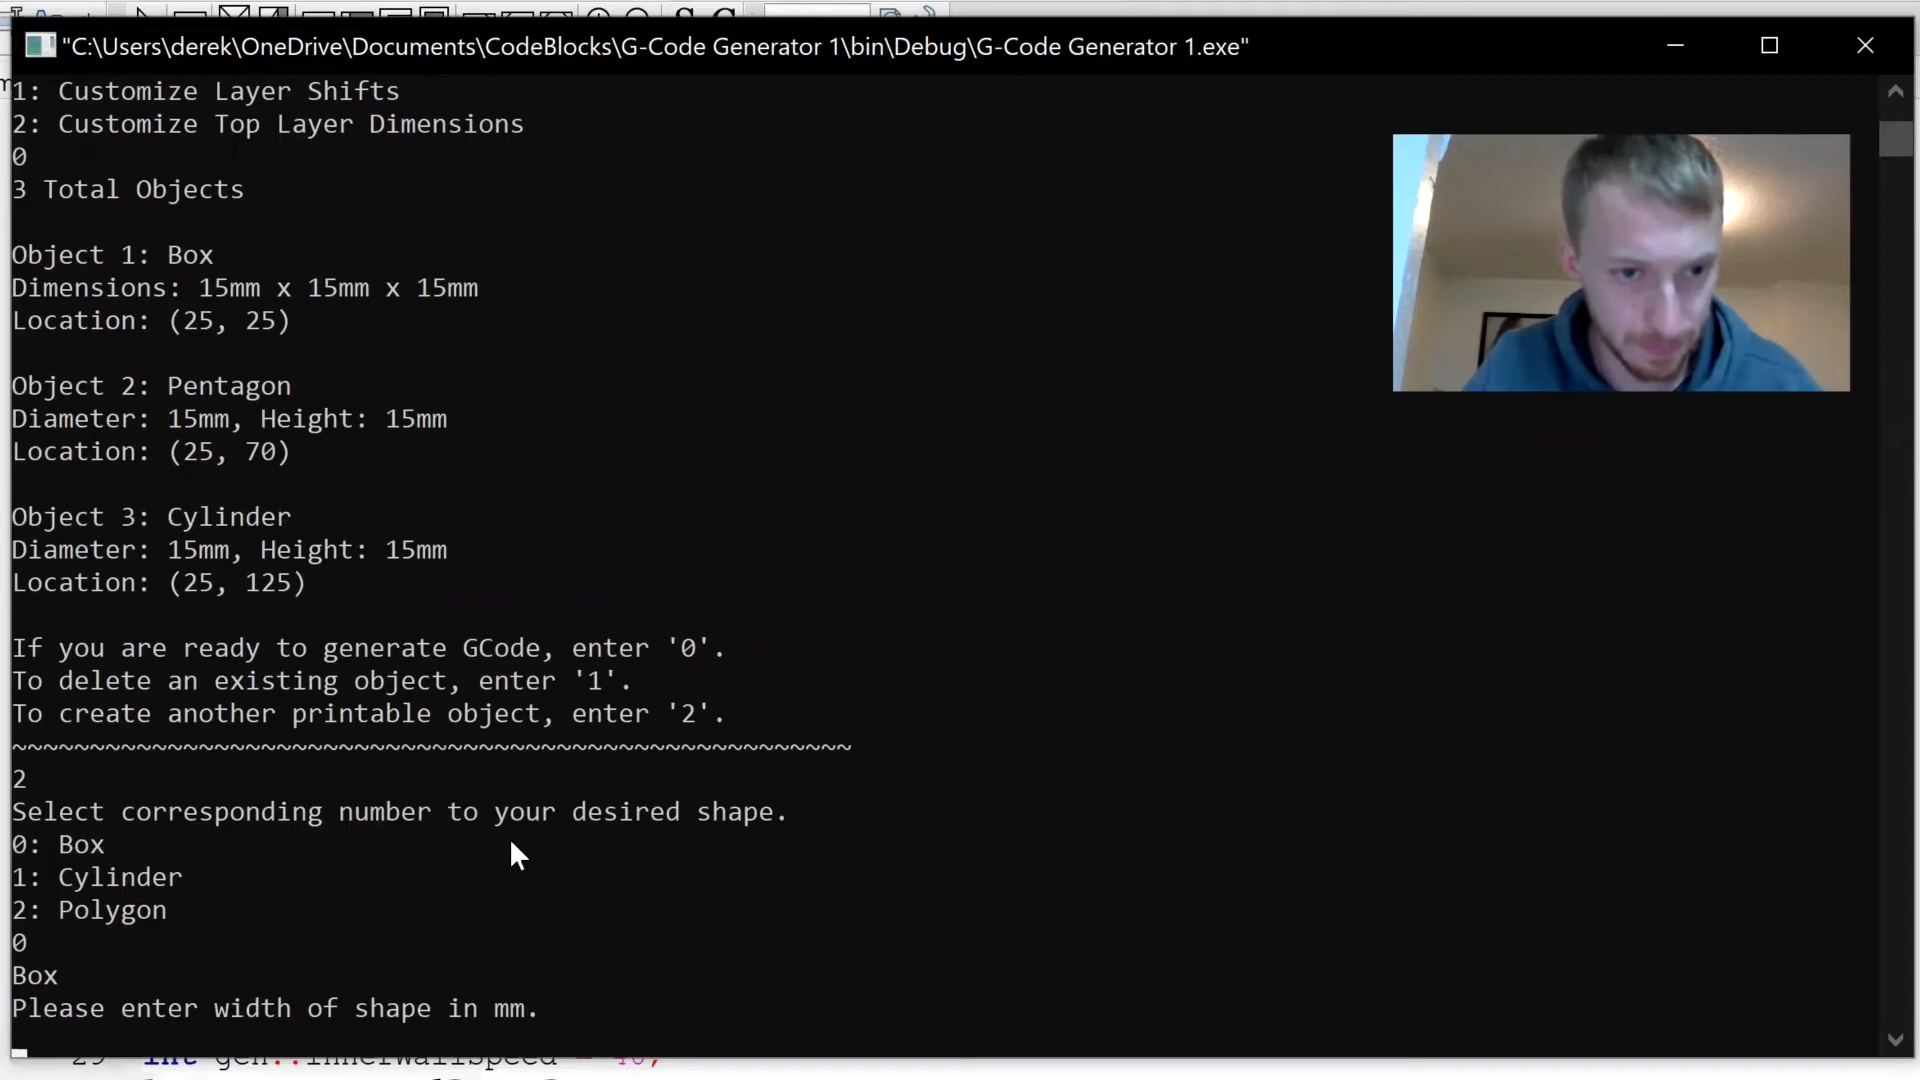 "C:\Users\derek\OneDrive\Documents\CodeBlocks\G-Code Generator 1\bin\Debug\G-Code Generator 1.exe"
1: Customize Layer Shifts
2: Customize Top Layer Dimensions
0
3 Total Objects
Object 1: Box
Dimensions: 15mm x 15mm x 15mm
Location: (25, 25)
Object 2: Pentagon
Diameter: 15mm, Height: 15mm
Location: (25, 70)
Object 3: Cylinder
Diameter: 15mm, Height: 15mm
Location: (25, 125)
If you are ready to generate GCode, enter '0'.
To delete an existing object, enter '1'.
To create another printable object, enter '2'.
~~~~~~~~~~~~~~~~~~~~~~~~~~~~~~~~~~~~~~~~~~~~~~~~~~~~~~
2
Select corresponding number to your desired shape.
0: Box
1: Cylinder
2: Polygon
0
Box
Please enter width of shape in mm.